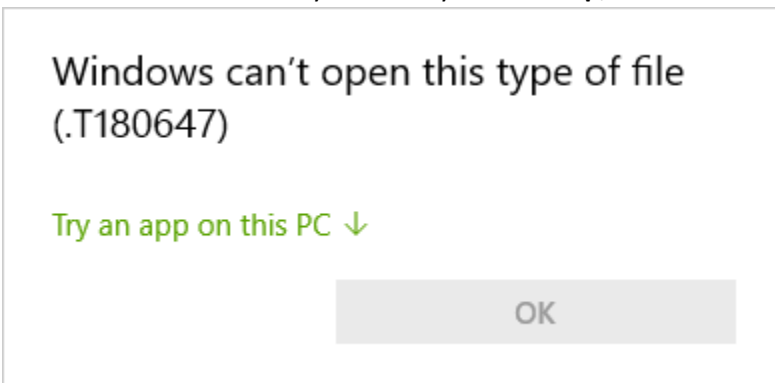 Windows can't open this type of file
(.T180647)
Try an app on this PC ↓
OK